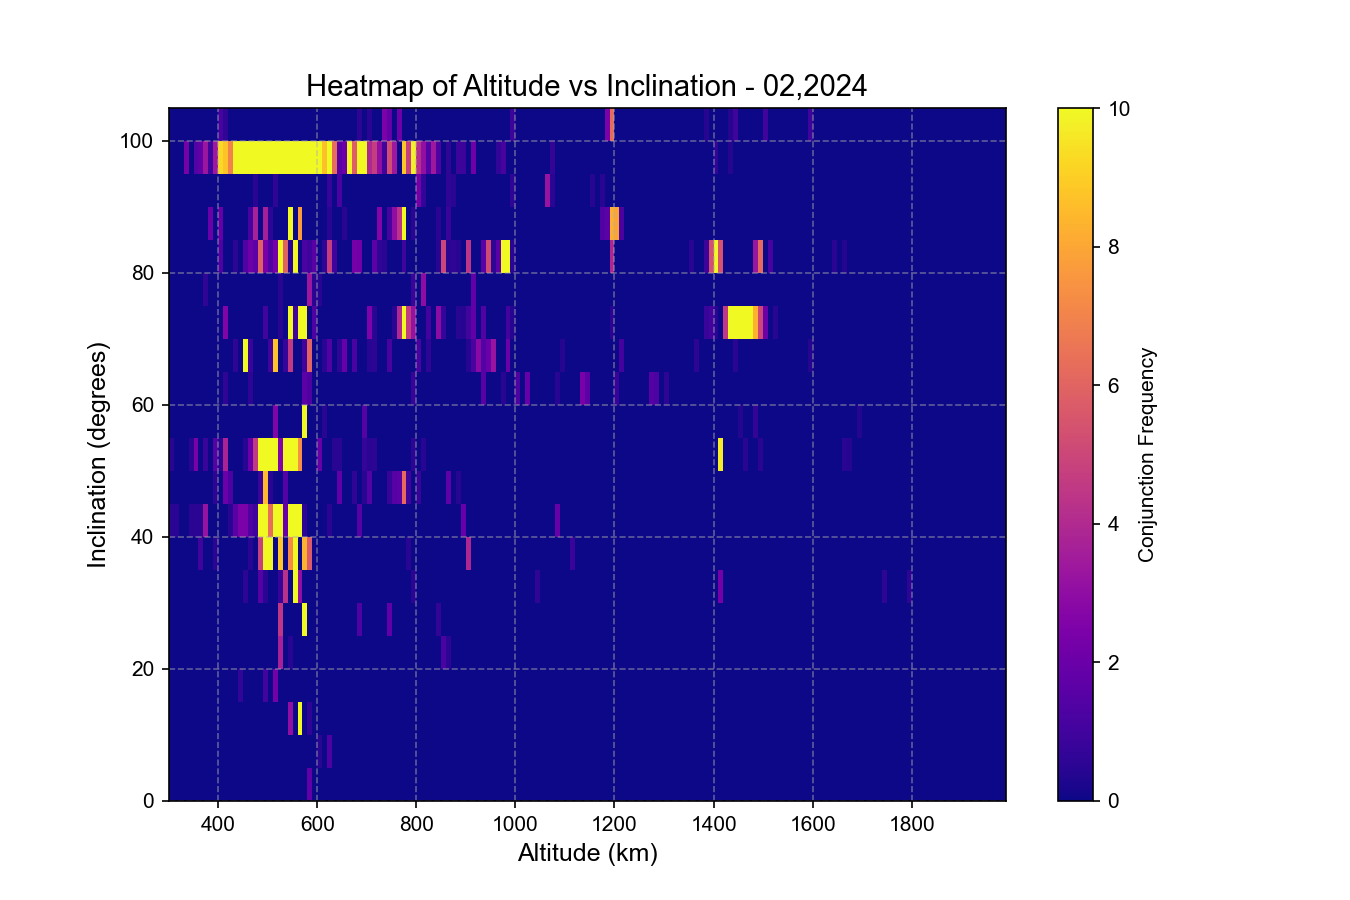 Heatmap of Altitude vs Inclination - 02,2024
100
80
60
40
20
0
Inclination (degrees)
400 600 800 1000 1200 1400 1600 1800
Altitude (km)
10
8
6
4
2
0
Conjunction Frequency